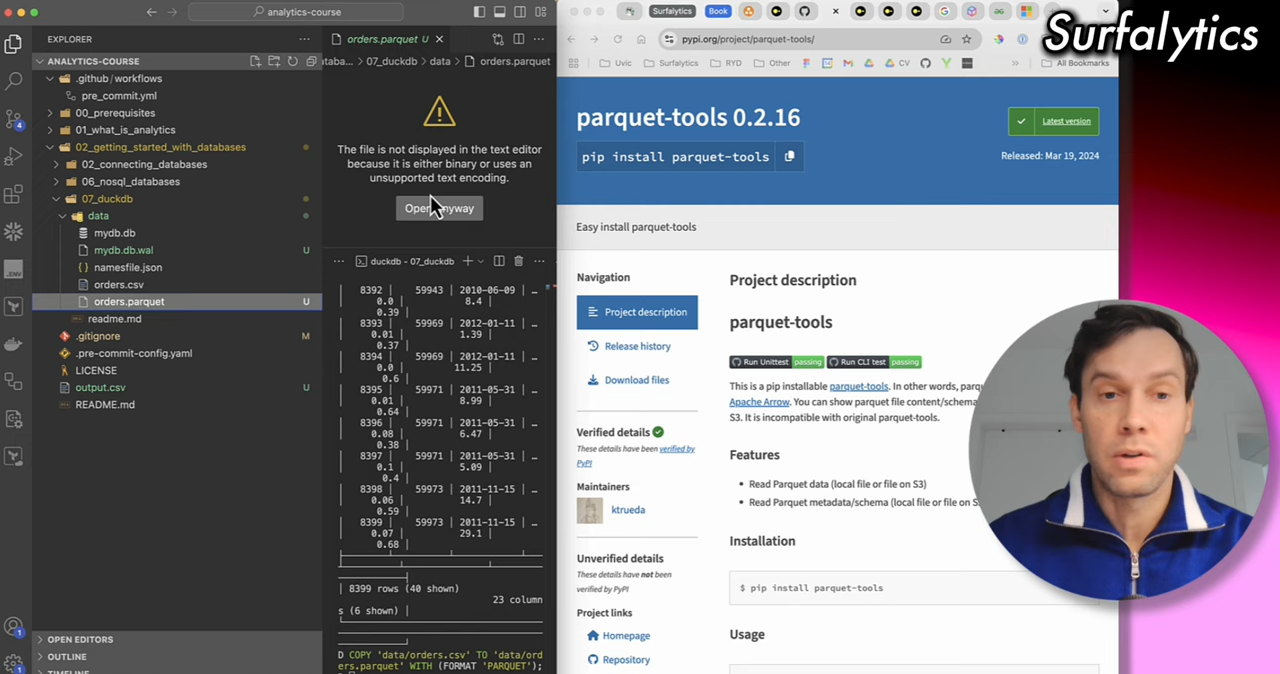 analytics-course
Surfalytics
EXPLORER
ANALYTICS-COURSE
.github/workflows
pre_commit.yml
00_prerequisites
01_what_is_analytics
02_getting_started_with_databases
02_connecting_databases
06_nosql_databases
07_duckdb
data
mydb.db
mydb.db.wal U
namesfile.json
orders.csv
orders.parquet U
readme.md
.gitignore M
.pre-commit-config.yaml
LICENSE
output.csv U
README.md
OPEN EDITORS
OUTLINE
TIMELINE
4
.ENV
1
1
orders.parquet U
taba... > 07_duckdb > data > orders.parquet
The file is not displayed in the text editor
because it is either binary or uses an
unsupported text encoding.
Open Anyway
duckdb - 07_duckdb
| 8392 | 59943 | 2010-06-09 | …
0.0 | 8.4 |
0.39 |
| 8393 | 59969 | 2012-01-11 | …
0.01 | 1.39 |
0.37 |
| 8394 | 59969 | 2012-01-11 | …
0.0 | 11.25 |
0.6 |
| 8395 | 59971 | 2011-05-31 | …
0.01 | 8.99 |
0.64 |
| 8396 | 59971 | 2011-05-31 | …
0.08 | 6.47 |
0.38 |
| 8397 | 59971 | 2011-05-31 | …
0.1 | 5.09 |
0.4 |
| 8398 | 59973 | 2011-11-15 | …
0.06 | 14.7 |
0.59 |
| 8399 | 59973 | 2011-11-15 | …
0.07 | 29.1 |
0.68 |
| 8399 rows (40 shown)
23 column
s (6 shown) |
D COPY 'data/orders.csv' TO 'data/ord
ers.parquet' WITH (FORMAT 'PARQUET');
Surfalytics Book
pypi.org/project/parquet-tools/
Uvic Surfalytics RYD Other CV All Bookmarks
parquet-tools 0.2.16
pip install parquet-tools
Latest version
Released: Mar 19, 2024
Easy install parquet-tools
Navigation
Project description
Release history
Download files
Verified details
These details have been verified by
PyPI
Maintainers
ktrueda
Unverified details
These details have not been
verified by PyPI
Project links
Homepage
Repository
Project description
parquet-tools
Run Unittest passing Run CLI test passing
This is a pip installable parquet-tools. In other words, parqu
Apache Arrow. You can show parquet file content/schema
S3. It is incompatible with original parquet-tools.
Features
Read Parquet data (local file or file on S3)
Read Parquet metadata/schema (local file or file on S3
Installation
$ pip install parquet-tools
Usage